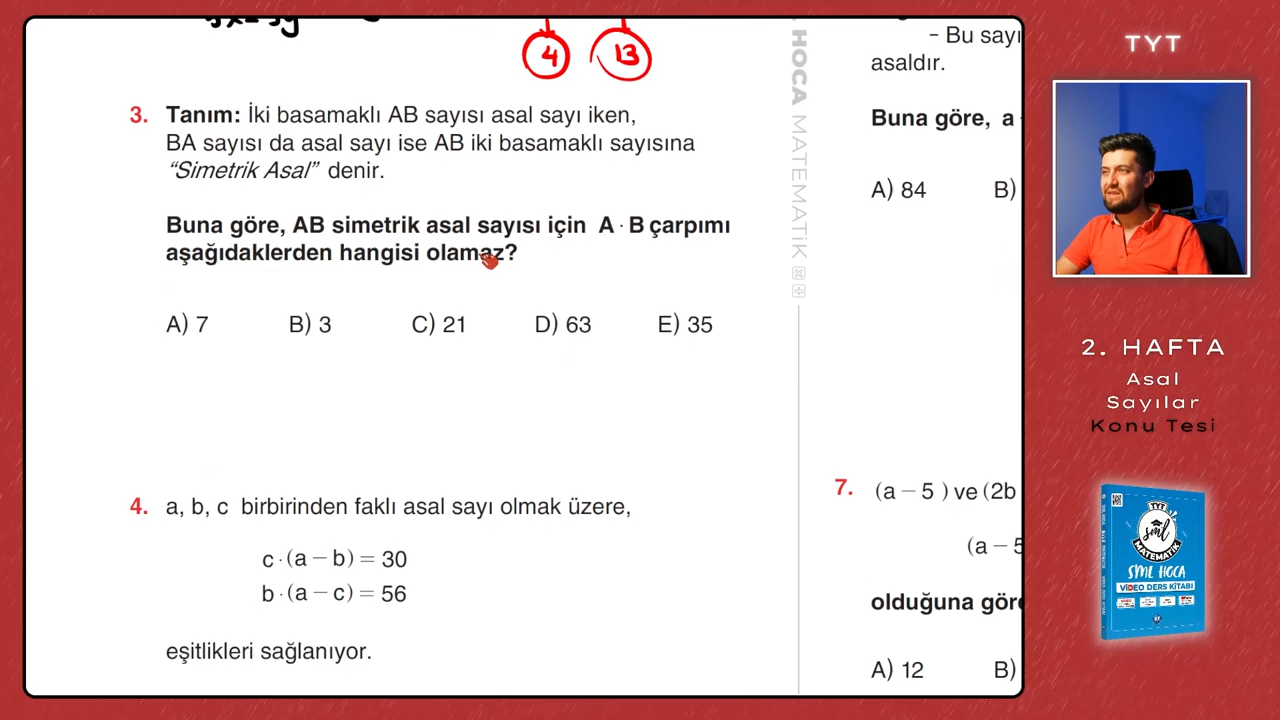 4 13
3. Tanım: İki basamaklı AB sayısı asal sayı iken,
BA sayısı da asal sayı ise AB iki basamaklı sayısına
“Simetrik Asal” denir.
Buna göre, AB simetrik asal sayısı için A · B çarpımı
aşağıdaklerden hangisi olamaz?
A) 7 B) 3 C) 21 D) 63 E) 35
4. a, b, c birbirinden faklı asal sayı olmak üzere,
c · (a − b) = 30
b · (a − c) = 56
eşitlikleri sağlanıyor.
HOCA MATEMATİK
− Bu sayı
asaldır.
Buna göre, a
A) 84 B)
7. (a − 5 ) ve (2b
(a − 5
olduğuna göre
A) 12 B)
TYT
2. HAFTA
Asal
Sayılar
Konu Tesi
TYT
sml
MATEMATİK
SML HOCA
VİDEO DERS KİTABI